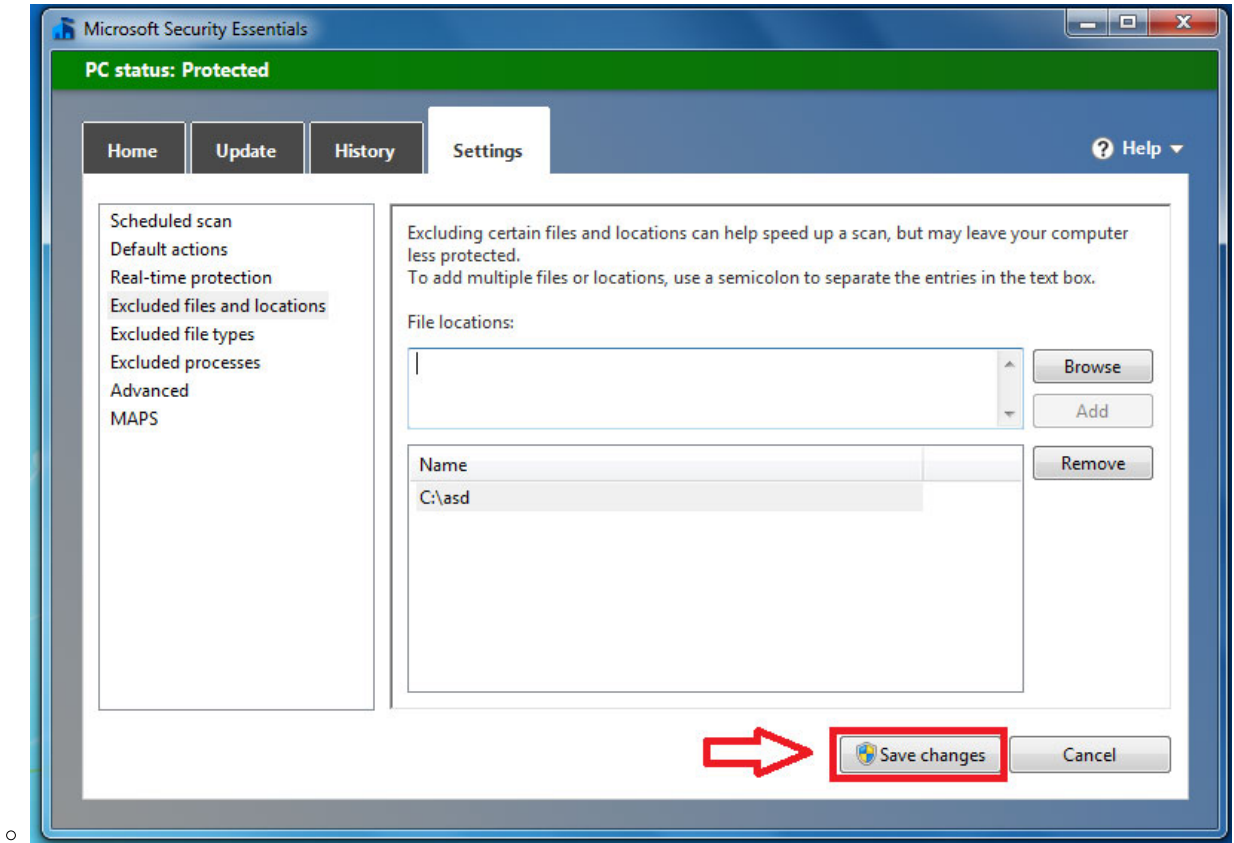 Microsoft Security Essentials
PC status: Protected
Home
Update
History
Settings
Help
Scheduled scan
Default actions
Real-time protection
Excluded files and locations
Excluded file types
Excluded processes
Advanced
MAPS
Excluding certain files and locations can help speed up a scan, but may leave your computer
less protected.
To add multiple files or locations, use a semicolon to separate the entries in the text box.
File locations:
Browse
Add
Name
Remove
C:\asd
Save changes
Cancel